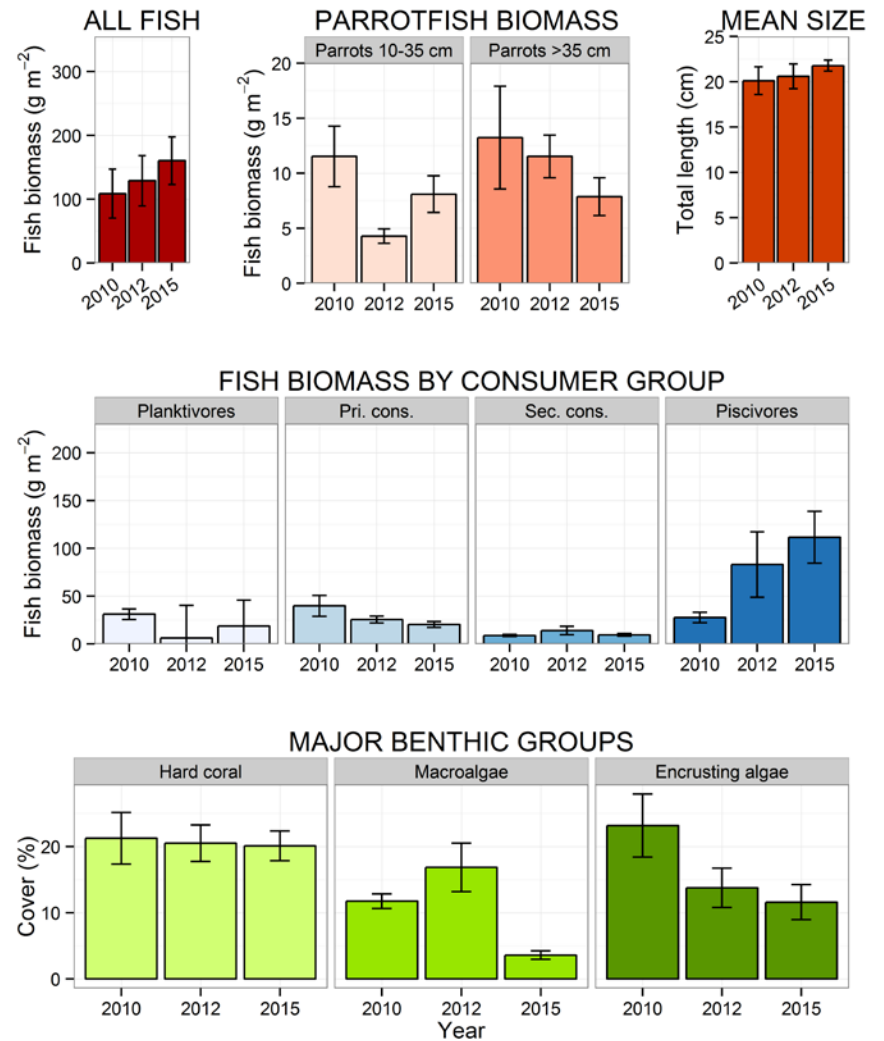 ALL FISH
Fish biomass (g m⁻²)
300
200
100
0
2010
2012
2015
PARROTFISH BIOMASS
Parrots 10-35 cm
Parrots >35 cm
Fish biomass (g m⁻²)
20
15
10
5
0
2010 2012 2015
2010 2012 2015
MEAN SIZE
Total length (cm)
25
20
15
10
5
0
2010
2012
2015
FISH BIOMASS BY CONSUMER GROUP
Planktivores
Pri. cons.
Sec. cons.
Piscivores
Fish biomass (g m⁻²)
200
150
100
50
0
2010 2012 2015
2010 2012 2015
2010 2012 2015
2010 2012 2015
MAJOR BENTHIC GROUPS
Hard coral
Macroalgae
Encrusting algae
Cover (%)
20
10
0
2010 2012 2015
2010 2012 2015
2010 2012 2015
Year